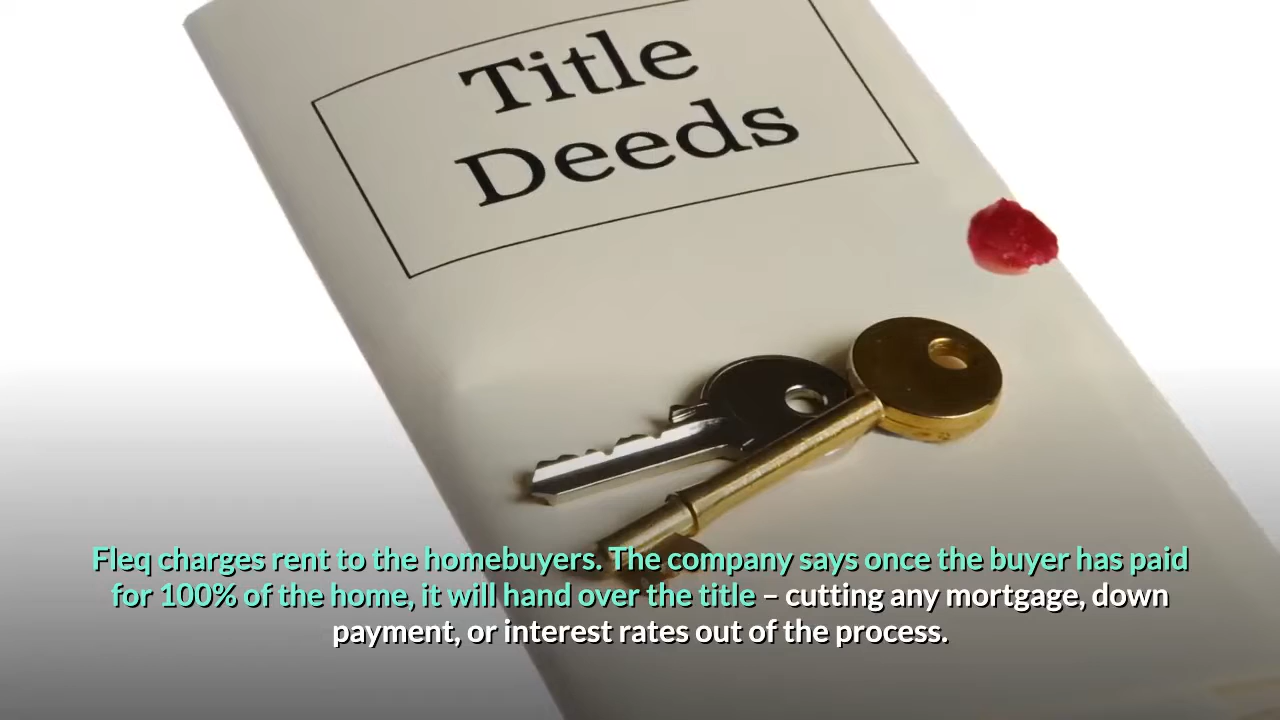 Title
Deeds
Fleq charges rent to the homebuyers. The company says once the buyer has paid
for 100% of the home, it will hand over the title – cutting any mortgage, down
payment, or interest rates out of the process.